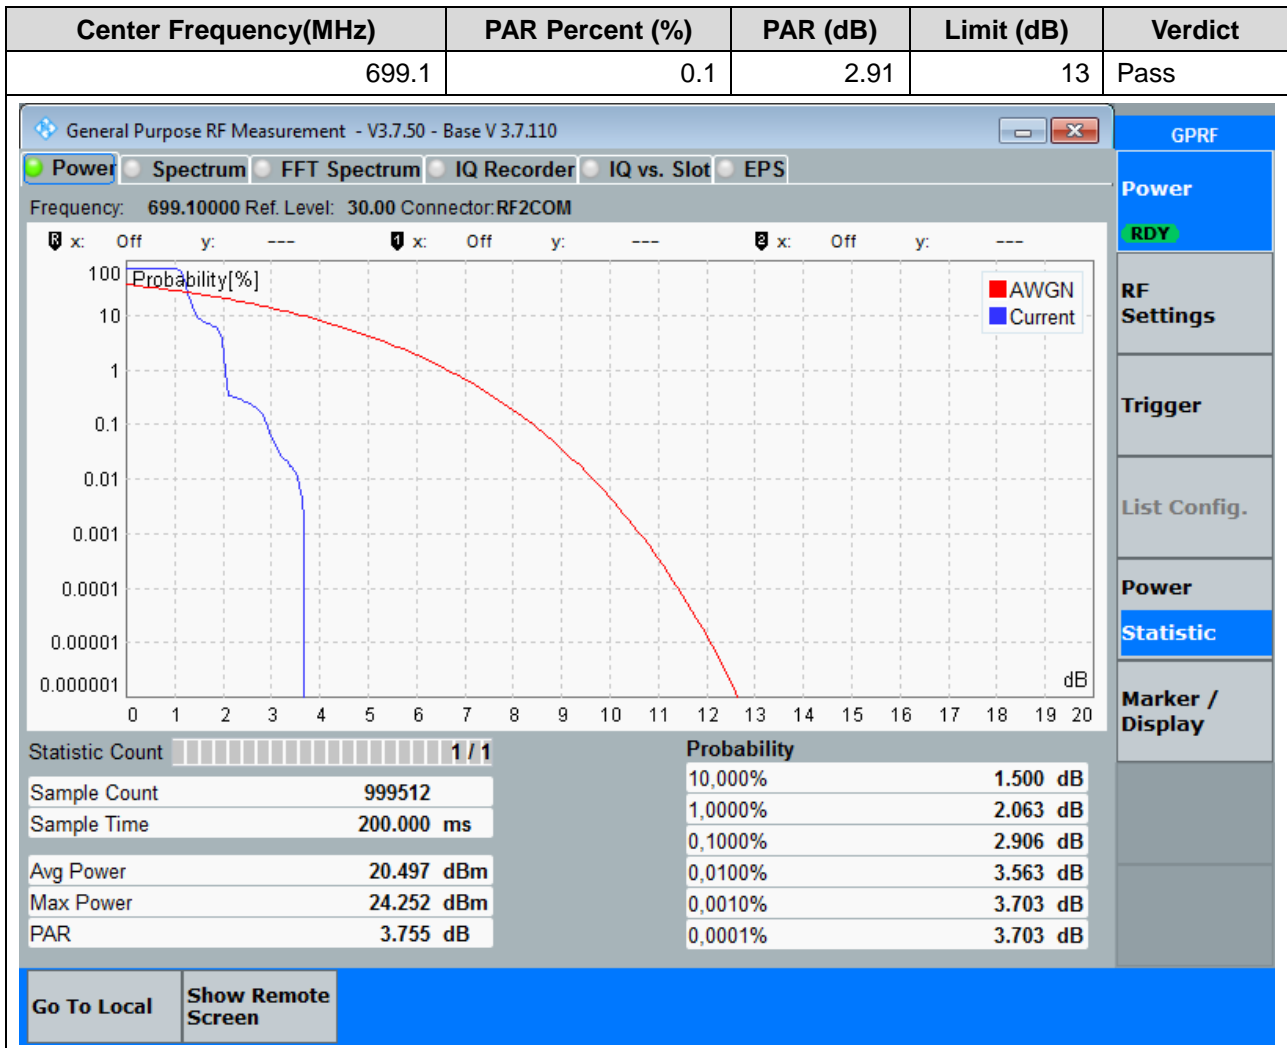 Center Frequency(MHz) PAR Percent (%) PAR (dB) Limit (dB) Verdict
699.1 0.1 2.91 13 Pass
General Purpose RF Measurement - V3.7.50 - Base V 3.7.110
GPRF
Power Spectrum FFT Spectrum IQ Recorder IQ vs. Slot EPS
Frequency: 699.10000 Ref. Level: 30.00 Connector:RF2COM
R x: Off y: --- 1 x: Off y: --- 2 x: Off y: ---
Probability[%]
AWGN
Current
100
10
1
0.1
0.01
0.001
0.0001
0.00001
0.000001
dB
0 1 2 3 4 5 6 7 8 9 10 11 12 13 14 15 16 17 18 19 20
Statistic Count 1 / 1
Sample Count 999512
Sample Time 200.000 ms
Avg Power 20.497 dBm
Max Power 24.252 dBm
PAR 3.755 dB
Probability
10,000% 1.500 dB
1,0000% 2.063 dB
0,1000% 2.906 dB
0,0100% 3.563 dB
0,0010% 3.703 dB
0,0001% 3.703 dB
Power
RDY
RF
Settings
Trigger
List Config.
Power
Statistic
Marker /
Display
Go To Local
Show Remote
Screen